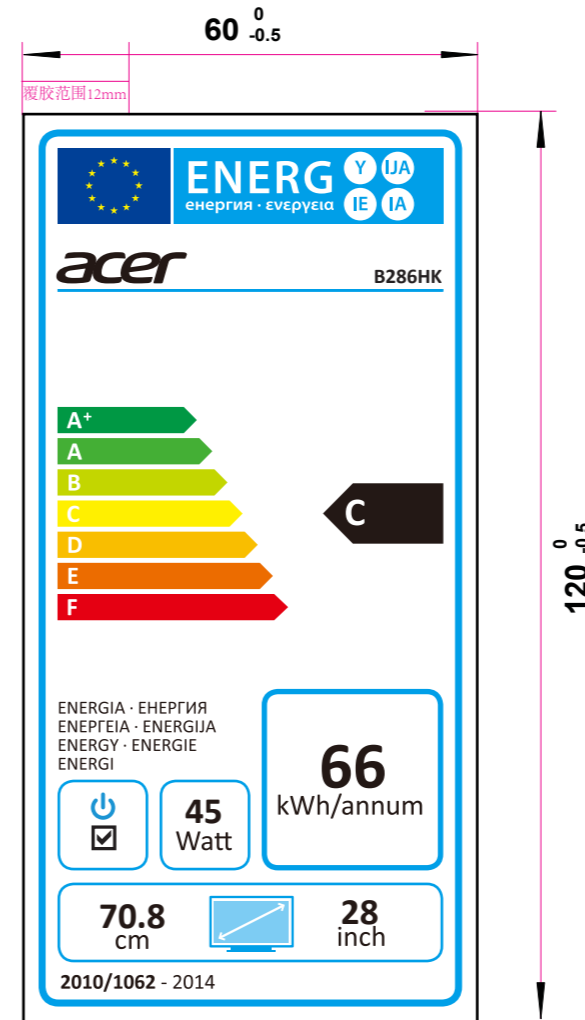 60 0 -0.5
覆胶范围12mm
ENERG Y IJA
енергия · ενεργεια IE IA
acer
B286HK
A+
A
B
C
C
D
E
F
120 0 -0.5
ENERGIA · ЕНЕРГИЯ
ΕΝΕΡΓΕΙΑ · ENERGIJA
ENERGY · ENERGIE
ENERGI
66
kWh/annum
45
Watt
70.8
cm
28
inch
2010/1062 - 2014